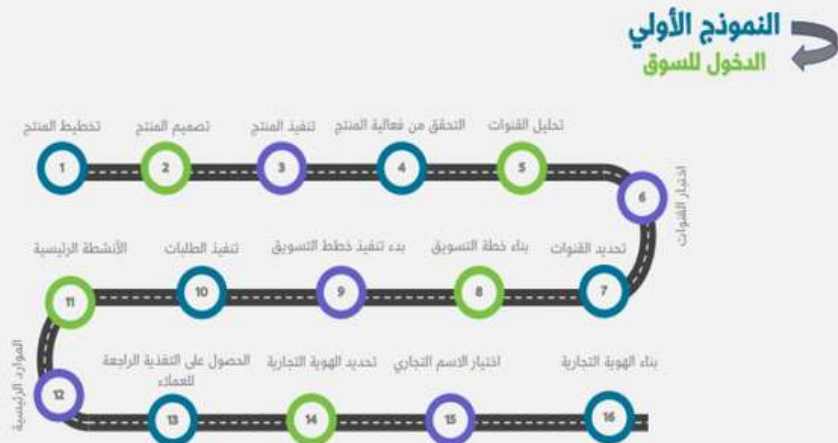 النموذج الأولي
الدخول للسوق
تخطيط المنتج
1
تصميم المنتج
2
تنفيذ المنتج
3
التحقق من فعالية المنتج
4
تحليل القنوات
5
اختبار القنوات
6
تحديد القنوات
7
بناء خطة التسويق
8
بدء تنفيذ خطط التسويق
9
تنفيذ الطلبات
10
الأنشطة الرئيسية
11
الموارد الرئيسية
12
الحصول على التغذية الراجعة
للعملاء
13
تحديد الهوية التجارية
14
اختيار الاسم التجاري
15
بناء الهوية التجارية
16